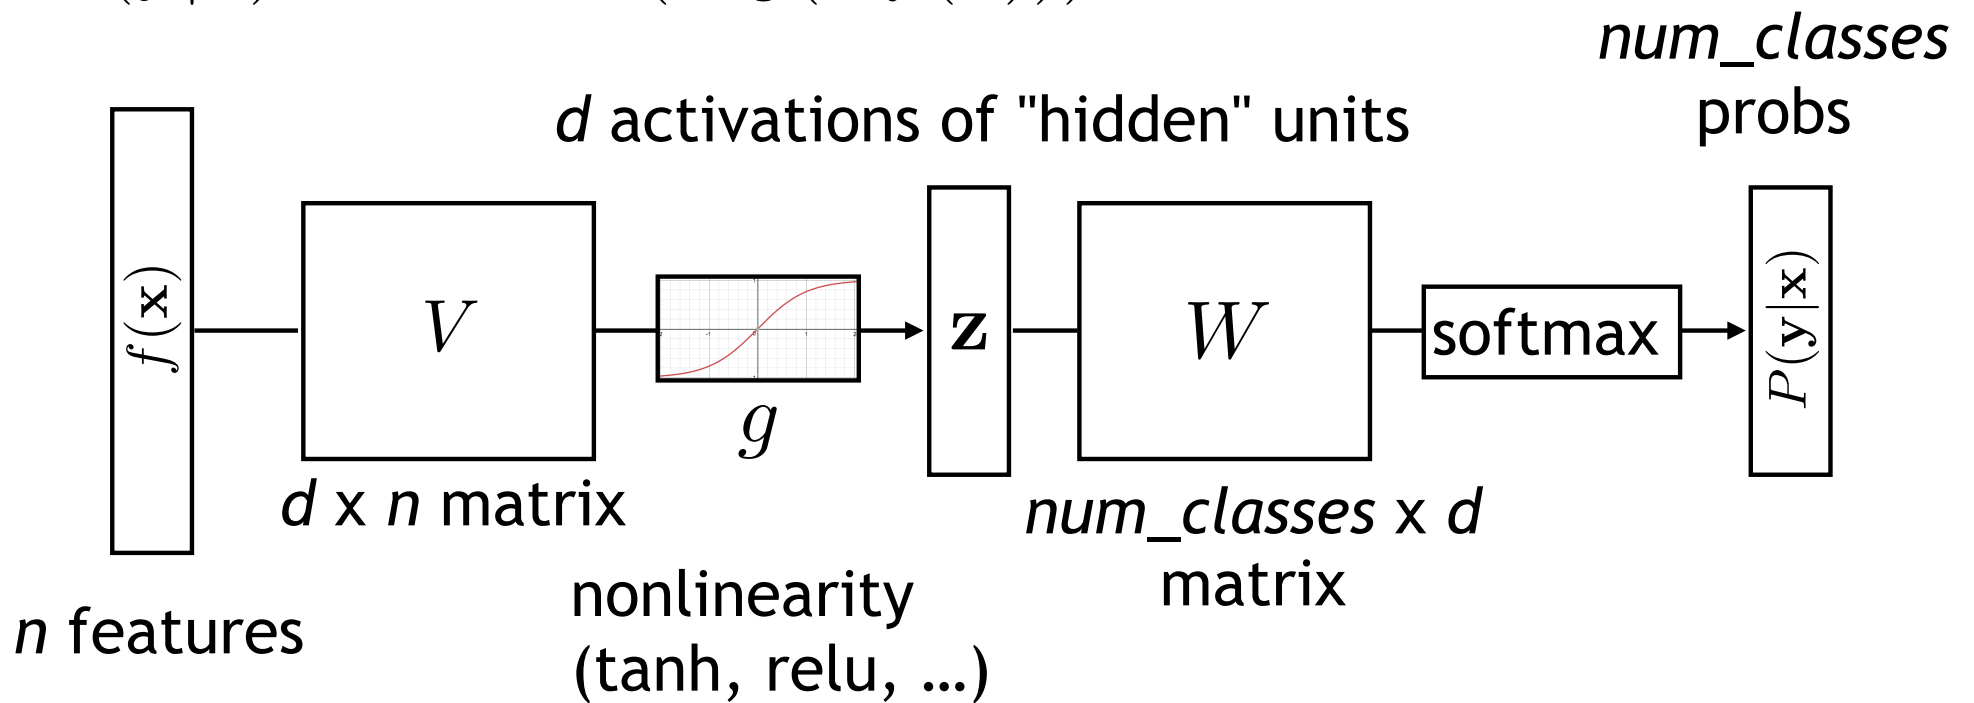 num_classes
probs
d activations of "hidden" units
f(x)
V
g
z
W
softmax
P(y|x)
d x n matrix
num_classes x d
matrix
n features
nonlinearity
(tanh, relu, …)